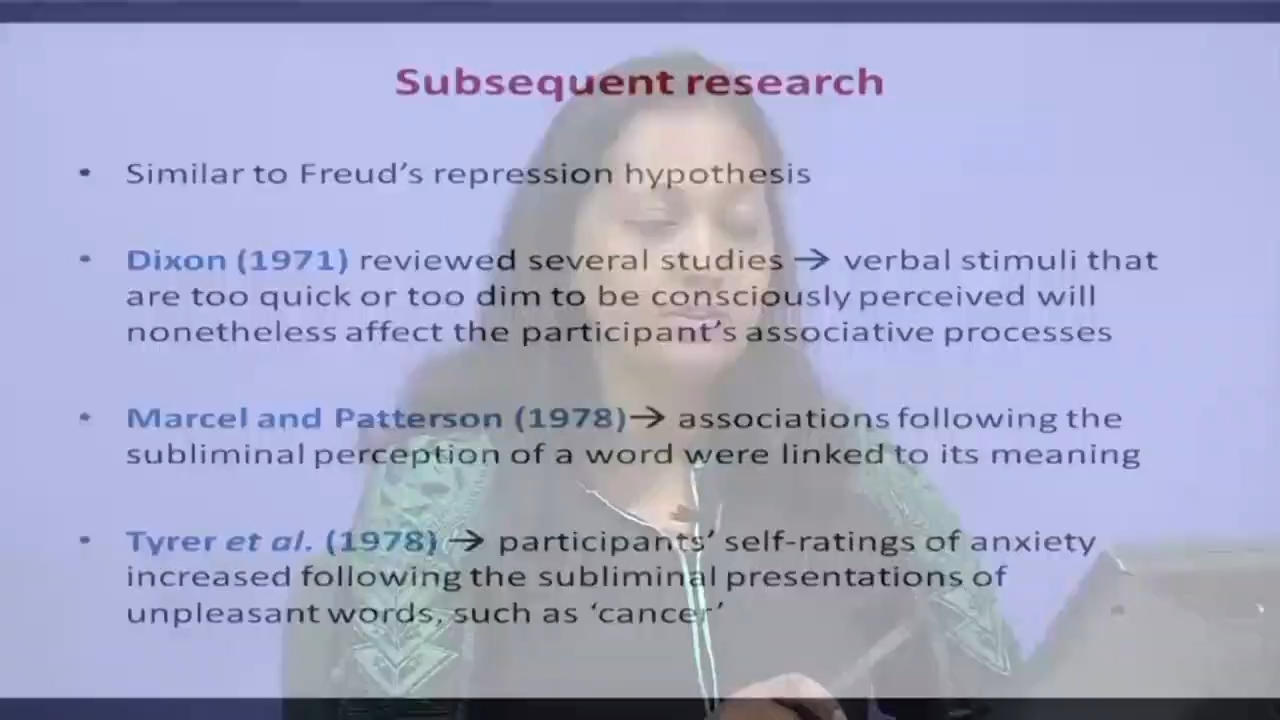 Subsequent research
• Similar to Freud’s repression hypothesis
• Dixon (1971) reviewed several studies → verbal stimuli that
are too quick or too dim to be consciously perceived will
nonetheless affect the participant’s associative processes
• Marcel and Patterson (1978)→ associations following the
subliminal perception of a word were linked to its meaning
• Tyrer et al. (1978) → participants’ self-ratings of anxiety
increased following the subliminal presentations of
unpleasant words, such as ‘cancer’